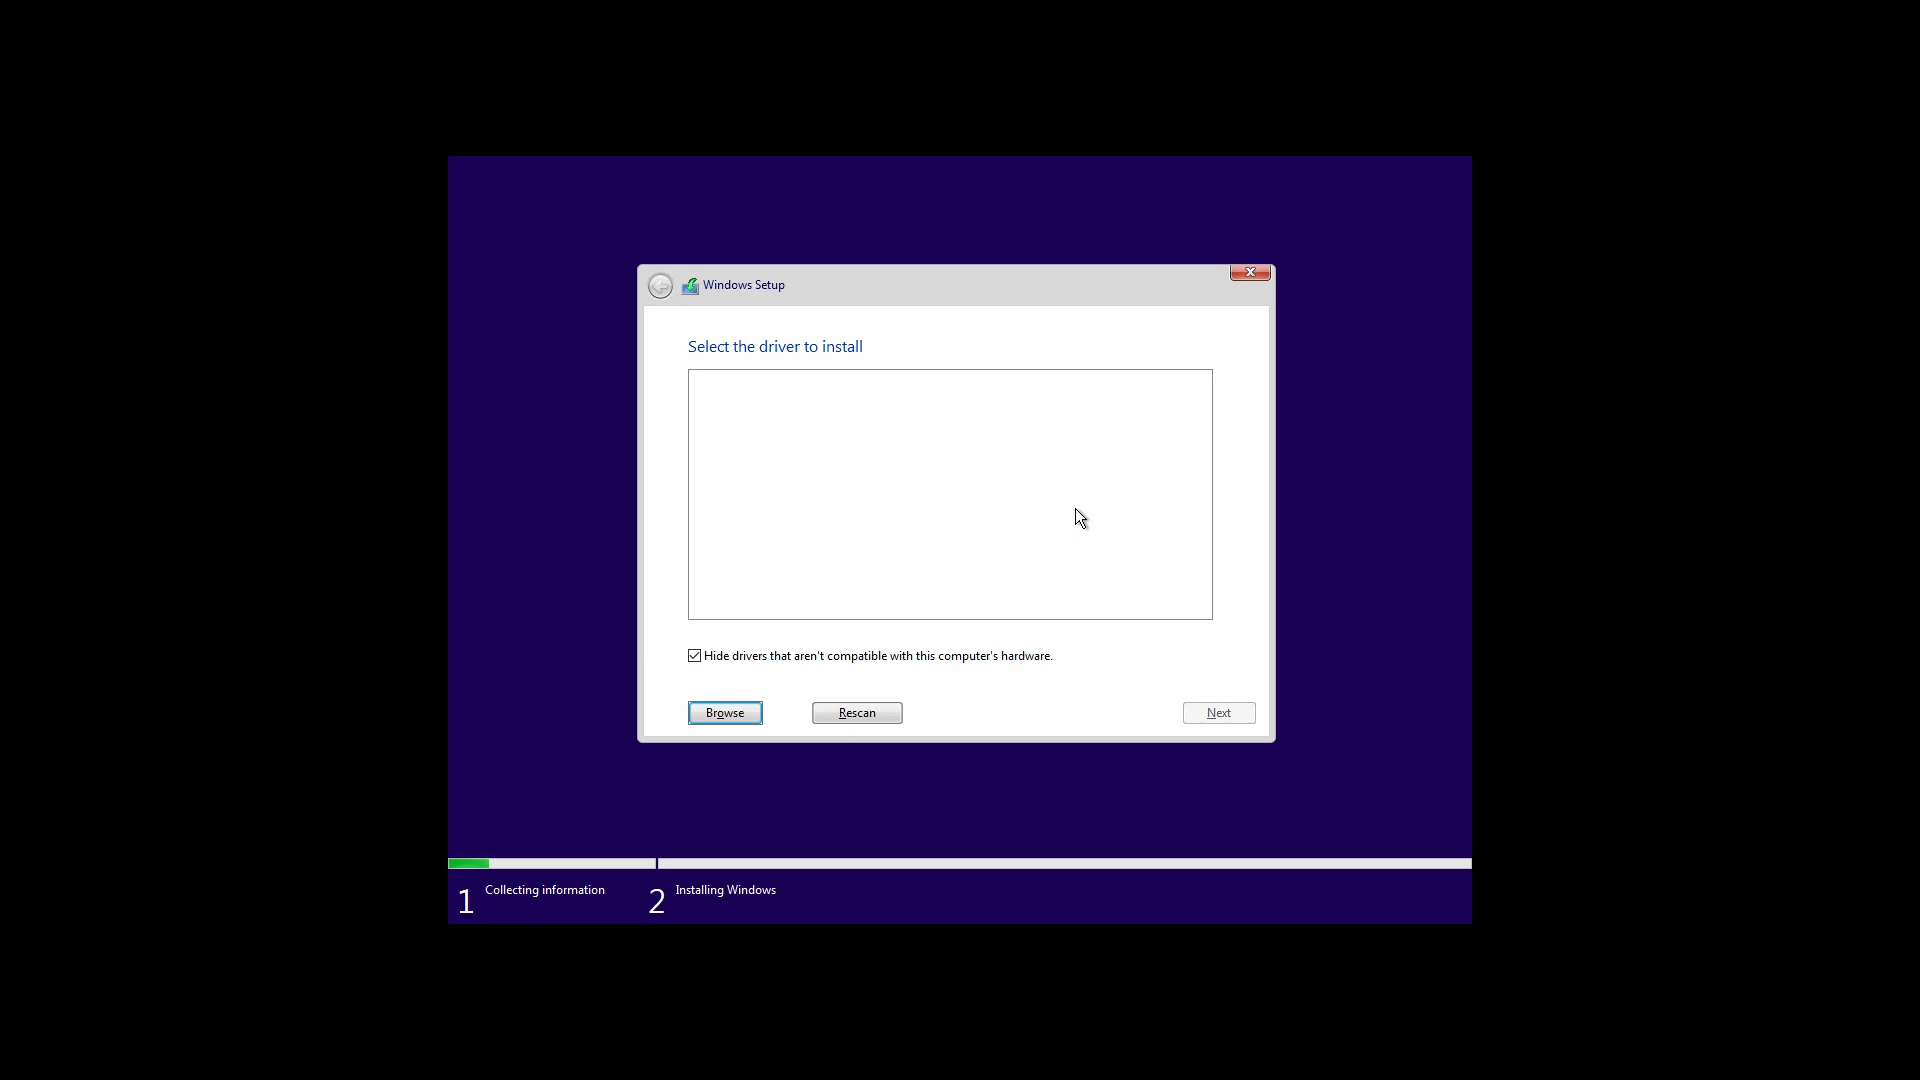 Windows Setup
Select the driver to install
Hide drivers that aren't compatible with this computer's hardware.
Browse
Rescan
Next
1 Collecting information
2 Installing Windows